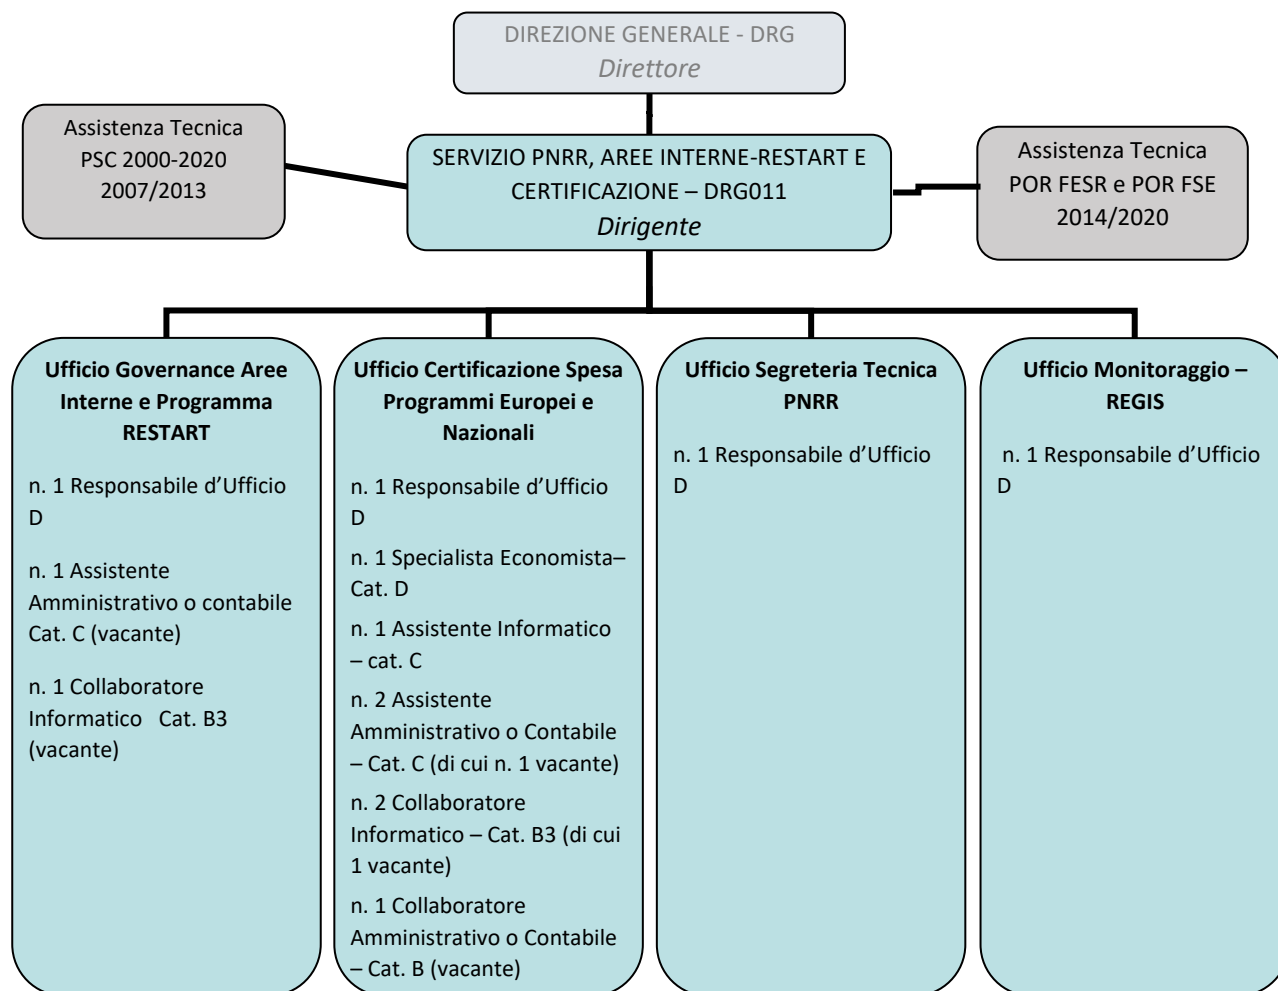 DIREZIONE GENERALE - DRG
Direttore
Assistenza Tecnica
PSC 2000-2020
2007/2013
SERVIZIO PNRR, AREE INTERNE-RESTART E
CERTIFICAZIONE – DRG011
Dirigente
Assistenza Tecnica
POR FESR e POR FSE
2014/2020
Ufficio Governance Aree
Interne e Programma
RESTART
n. 1 Responsabile d’Ufficio
D
n. 1 Assistente
Amministrativo o contabile
Cat. C (vacante)
n. 1 Collaboratore
Informatico   Cat. B3
(vacante)
Ufficio Certificazione Spesa
Programmi Europei e
Nazionali
n. 1 Responsabile d’Ufficio
D
n. 1 Specialista Economista–
Cat. D
n. 1 Assistente Informatico
– cat. C
n. 2 Assistente
Amministrativo o Contabile
– Cat. C (di cui n. 1 vacante)
n. 2 Collaboratore
Informatico – Cat. B3 (di cui
1 vacante)
n. 1 Collaboratore
Amministrativo o Contabile
– Cat. B (vacante)
Ufficio Segreteria Tecnica
PNRR
n. 1 Responsabile d’Ufficio
D
Ufficio Monitoraggio –
REGIS
n. 1 Responsabile d’Ufficio
D